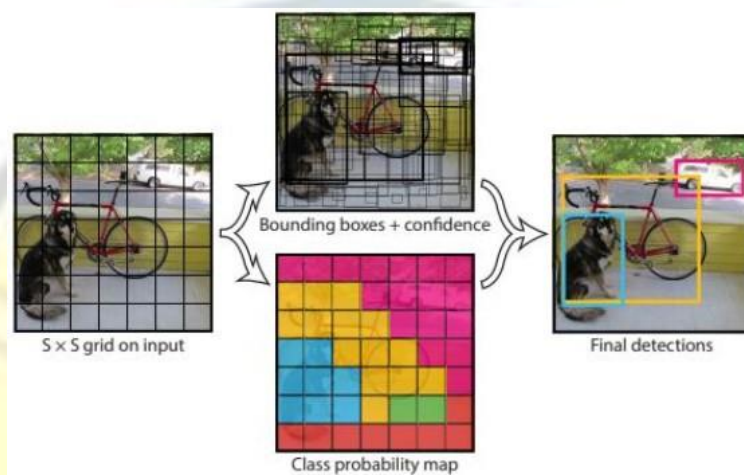 Bounding boxes + confidence
S × S grid on input
Final detections
Class probability map